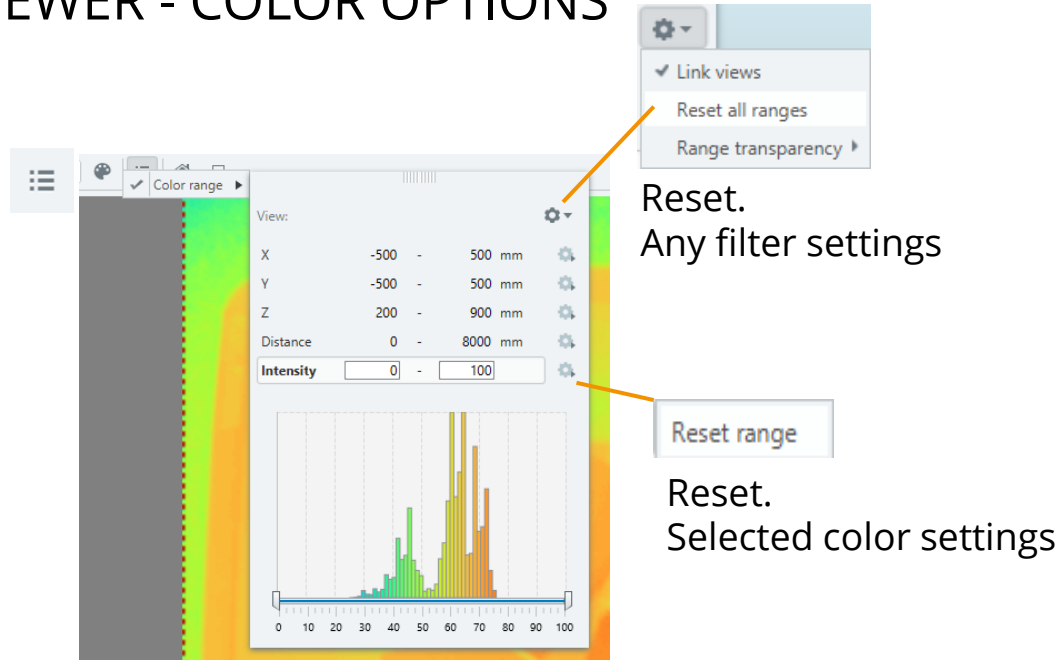 EWER - COLOR OPTIONS
Link views
Reset all ranges
Range transparency
Reset.
Any filter settings
Color range
View:
X -500 - 500 mm
Y -500 - 500 mm
Z 200 - 900 mm
Distance 0 - 8000 mm
Intensity 0 - 100
Reset range
Reset.
Selected color settings
0 10 20 30 40 50 60 70 80 90 100